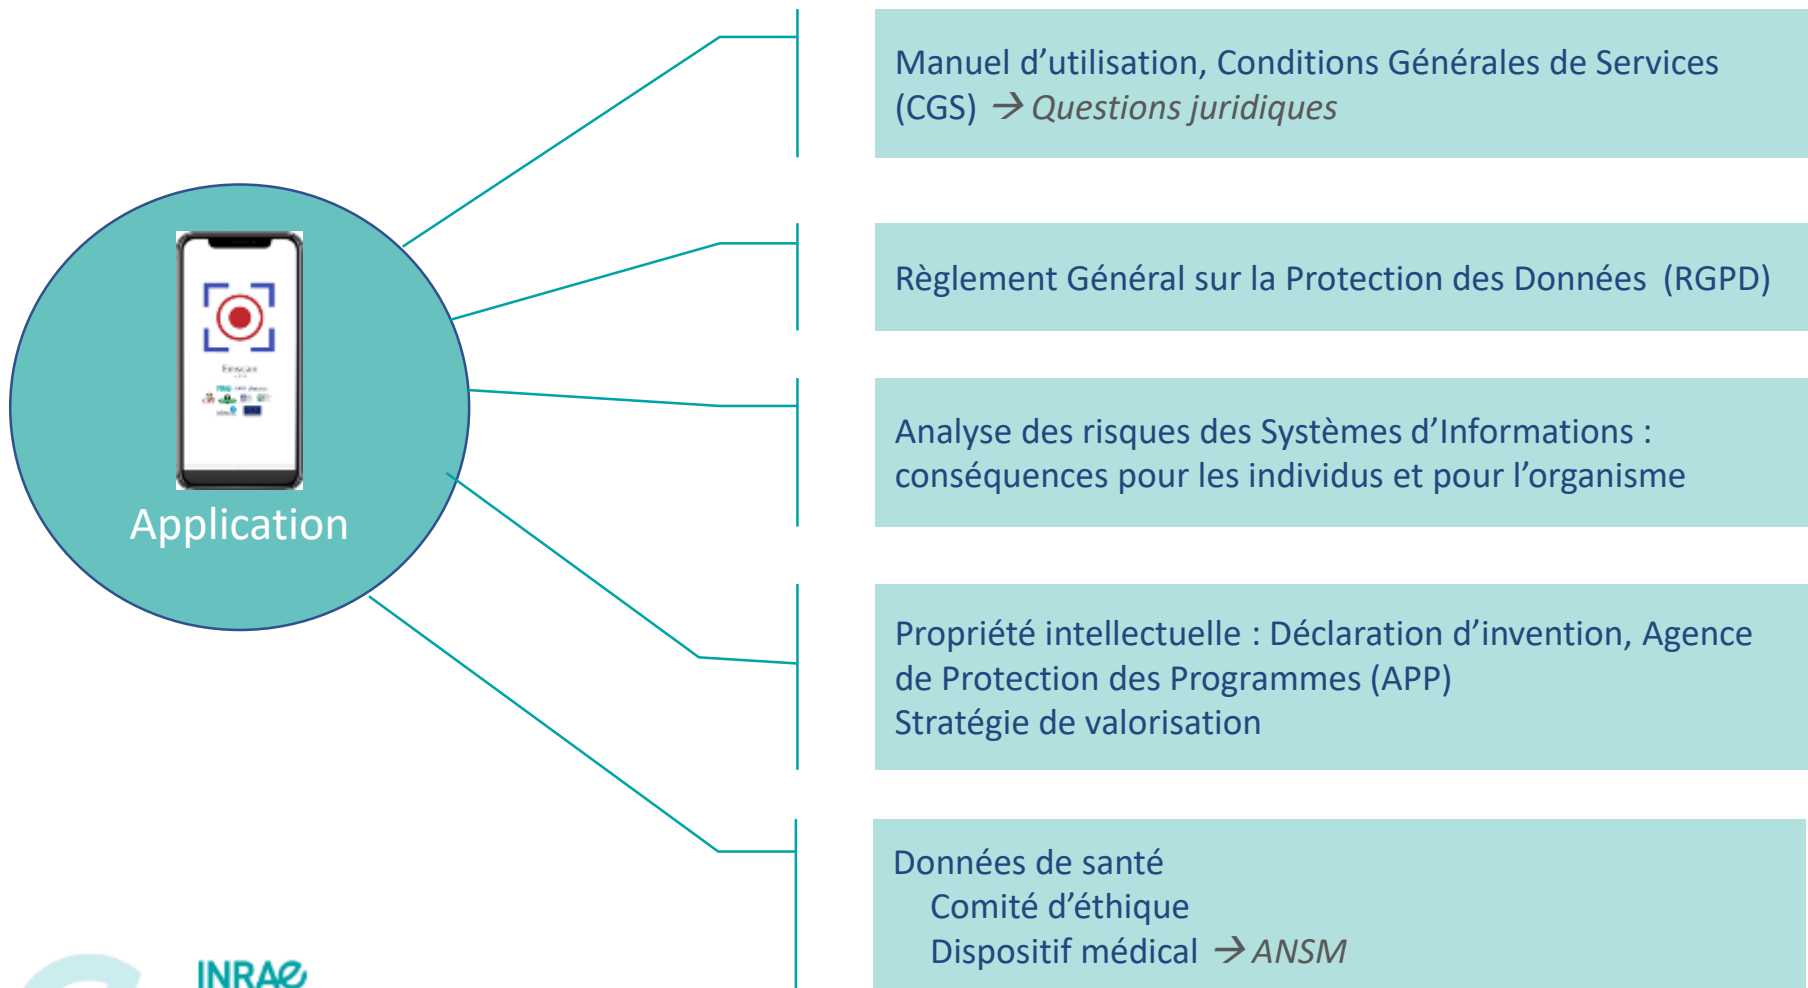 Manuel d’utilisation, Conditions Générales de Services
(CGS) → Questions juridiques
Règlement Général sur la Protection des Données (RGPD)
Application
Analyse des risques des Systèmes d’Informations :
conséquences pour les individus et pour l’organisme
Propriété intellectuelle : Déclaration d’invention, Agence
de Protection des Programmes (APP)
Stratégie de valorisation
Données de santé
Comité d’éthique
Dispositif médical → ANSM
INRAE